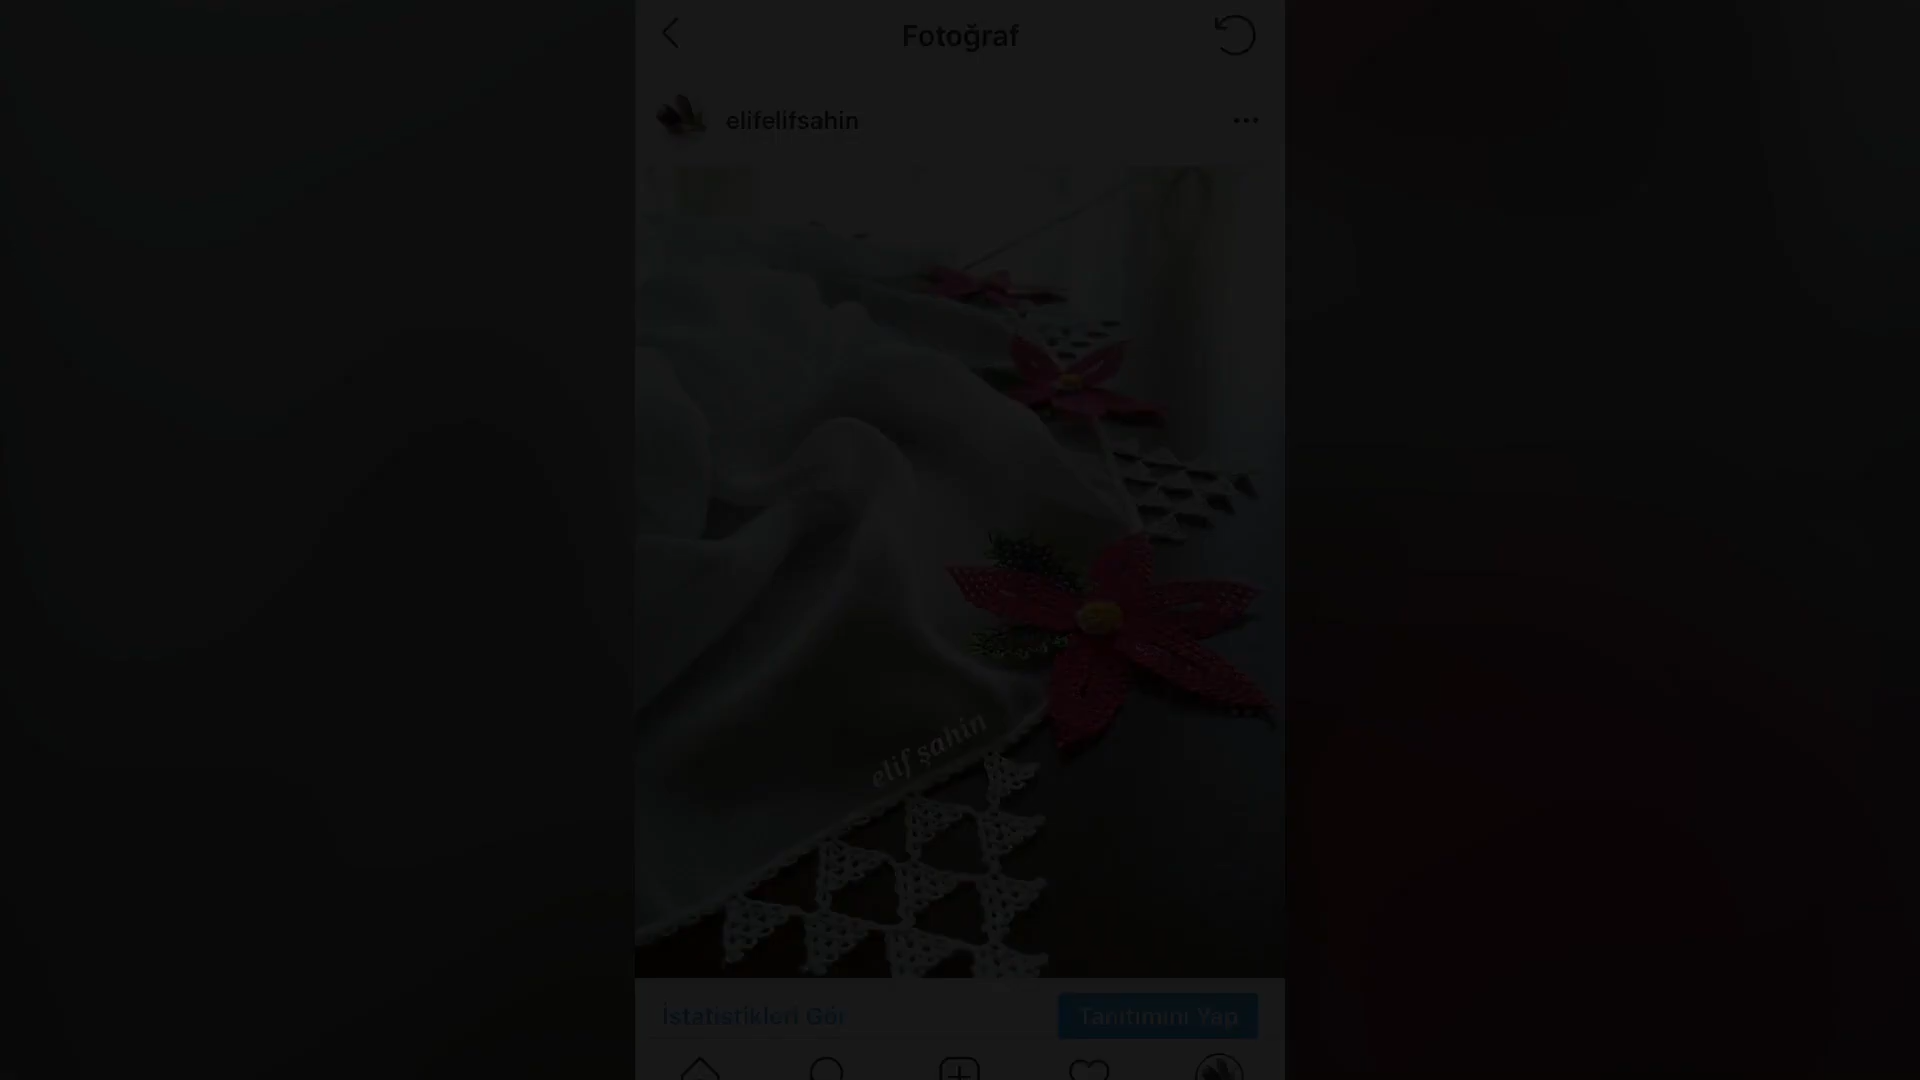 Fotoğraf
elifelifsahin
elif şahin
İstatistikleri Gör
Tanıtımını Yap